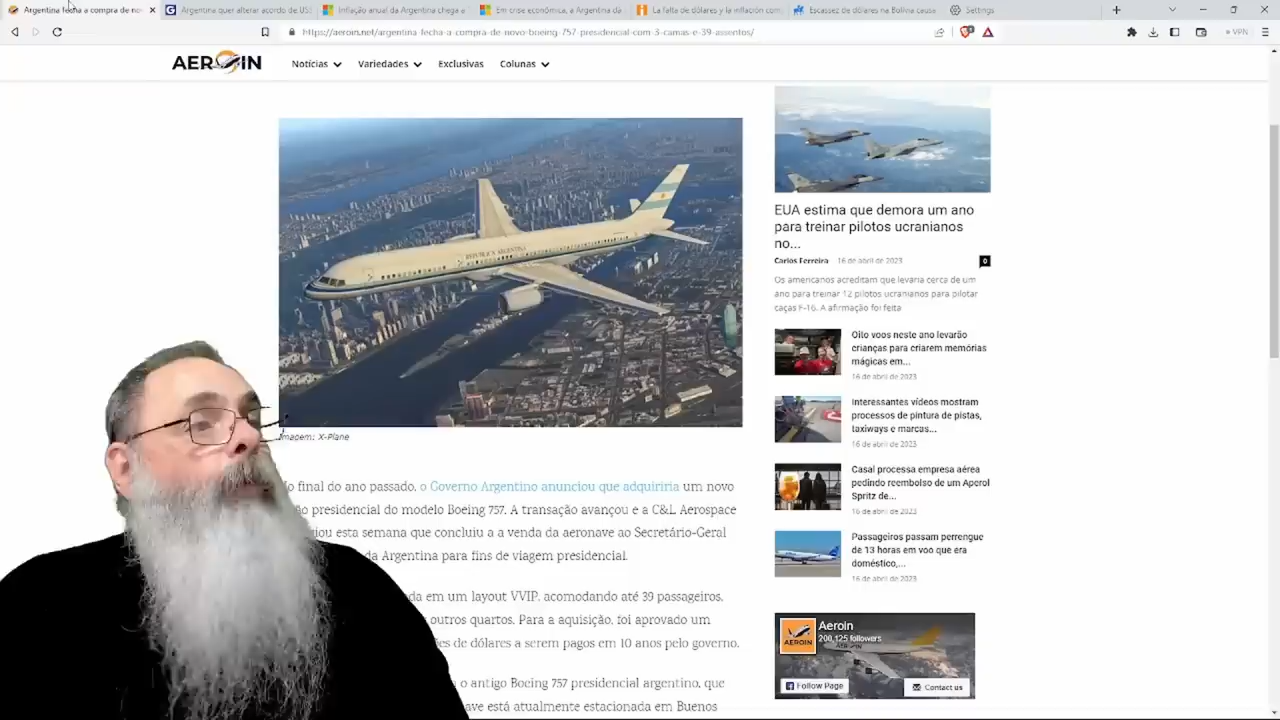 Argentina fecha a compra de no
Argentina quer alterar acordo de US$
Inflação anual da Argentina chega a
Em crise econômica, a Argentina da
La falta de dólares y la inflación com
Escassez de dólares na Bolívia causa
Settings
https://aeroin.net/argentina-fecha-a-compra-de-novo-boeing-757-presidencial-com-3-camas-e-39-assentos/
VPN
AEROIN
Notícias
Variedades
Exclusivas
Colunas
REPUBLICA ARGENTINA
Imagem: X-Plane
o final do ano passado, o Governo Argentino anunciou que adquiriria um novo
presidencial do modelo Boeing 757. A transação avançou e a C&L Aerospace
esta semana que concluiu a a venda da aeronave ao Secretário-Geral
da Argentina para fins de viagem presidencial.
em um layout VVIP, acomodando até 39 passageiros,
outros quartos. Para a aquisição, foi aprovado um
de dólares a serem pagos em 10 anos pelo governo.
o antigo Boeing 757 presidencial argentino, que
está atualmente estacionada em Buenos
EUA estima que demora um ano
para treinar pilotos ucranianos
no...
Carlos Ferreira 16 de abril de 2023
0
Os americanos acreditam que levaria cerca de um
ano para treinar 12 pilotos ucranianos para pilotar
caças F-16. A afirmação foi feita
Oito voos neste ano levarão
crianças para criarem memórias
mágicas em...
16 de abril de 2023
Interessantes vídeos mostram
processos de pintura de pistas,
taxiways e marcas...
16 de abril de 2023
Casal processa empresa aérea
pedindo reembolso de um Aperol
Spritz de...
16 de abril de 2023
Passageiros passam perrengue
de 13 horas em voo que era
doméstico,...
16 de abril de 2023
AEROIN
Aeroin
200,125 followers
Follow Page
Contact us